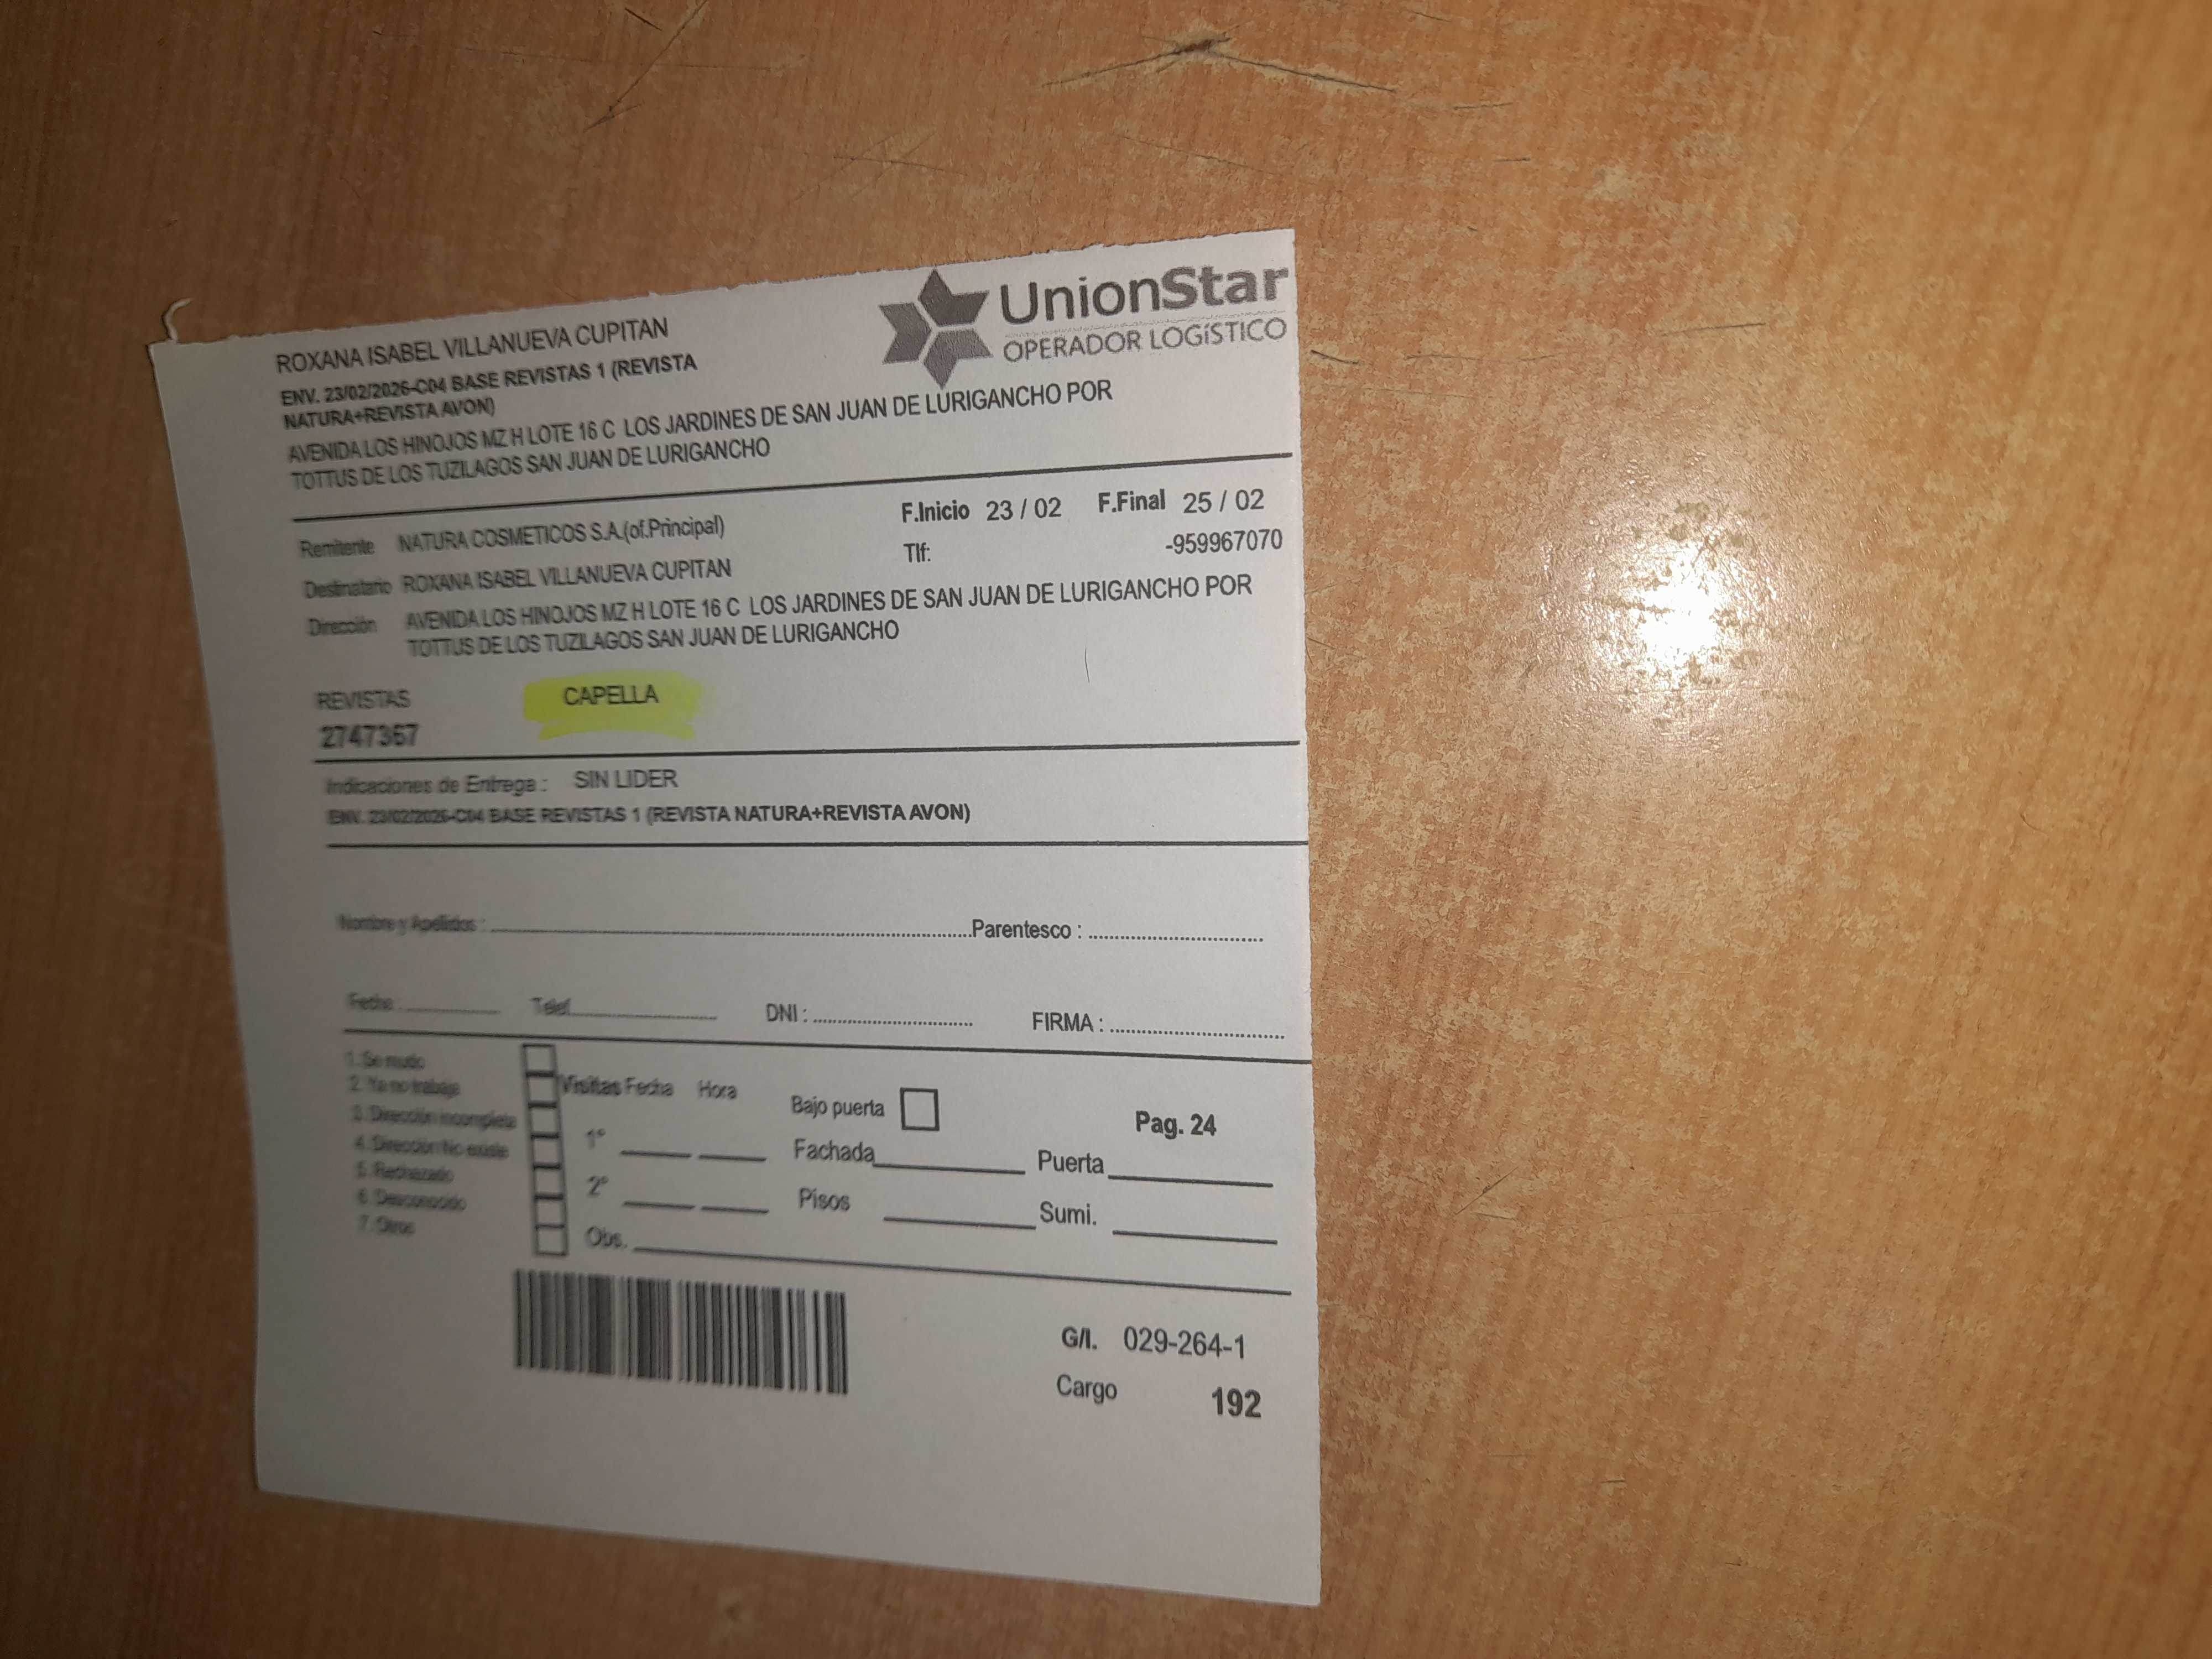 UnionStar
OPERADOR LOGíSTICO
ROXANA ISABEL VILLANUEVA CUPITAN
ENV. 23/02/2026-C04 BASE REVISTAS 1 (REVISTA
NATURA+REVISTA AVON)
AVENIDA LOS HINOJOS MZ H LOTE 16 C LOS JARDINES DE SAN JUAN DE LURIGANCHO POR
TOTTUS DE LOS TUZILAGOS SAN JUAN DE LURIGANCHO
Remitente NATURA COSMETICOS S.A.(of.Principal) F.Inicio 23 / 02 F.Final 25 / 02
Destinatario ROXANA ISABEL VILLANUEVA CUPITAN Tlf: -959967070
Dirección AVENIDA LOS HINOJOS MZ H LOTE 16 C LOS JARDINES DE SAN JUAN DE LURIGANCHO POR
TOTTUS DE LOS TUZILAGOS SAN JUAN DE LURIGANCHO
REVISTAS CAPELLA
2747367
Indicaciones de Entrega : SIN LIDER
ENV. 23/02/2026-C04 BASE REVISTAS 1 (REVISTA NATURA+REVISTA AVON)
Nombre y Apellidos : Parentesco :
Fecha : Telef. DNI : FIRMA :
1. Se mudo
2. Ya no trabaja
3. Dirección incompleta
4. Dirección No existe
5. Rechazado
6. Desconocido
7. Otros
Visitas Fecha Hora
1°
2°
Obs.
Bajo puerta Pag. 24
Fachada Puerta
Pisos Sumi.
G/I. 029-264-1
Cargo 192